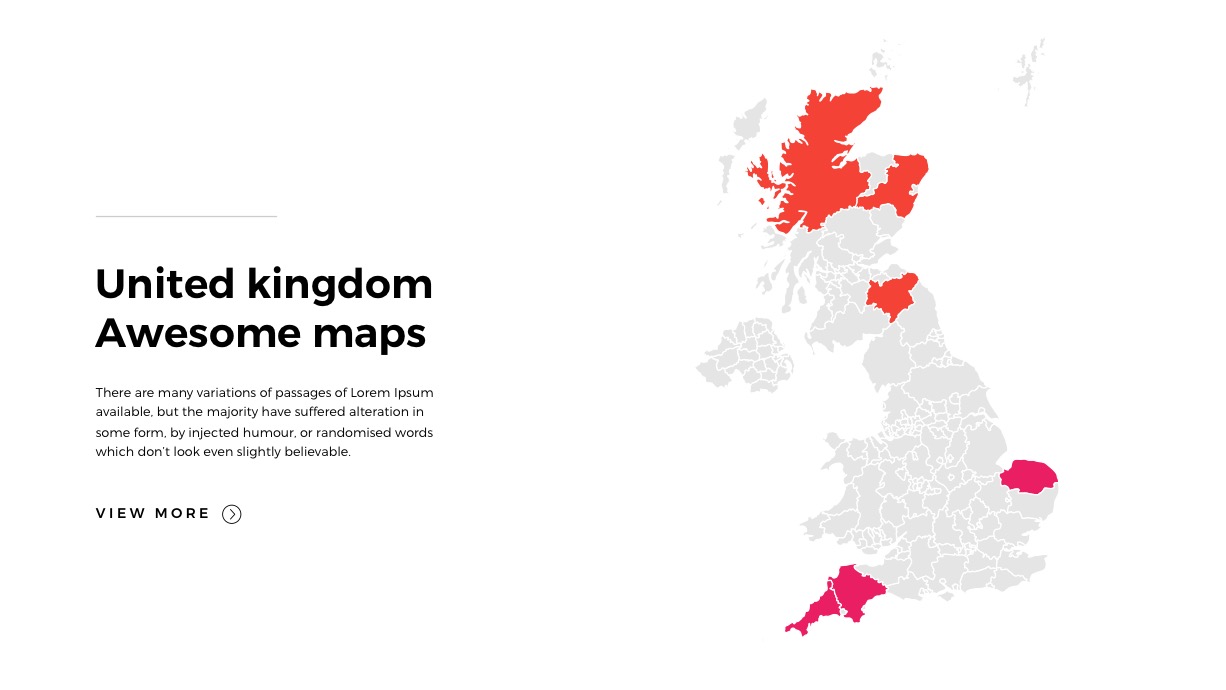 United kingdom
Awesome maps
There are many variations of passages of Lorem Ipsum
available, but the majority have suffered alteration in
some form, by injected humour, or randomised words
which don't look even slightly believable.
VIEW MORE